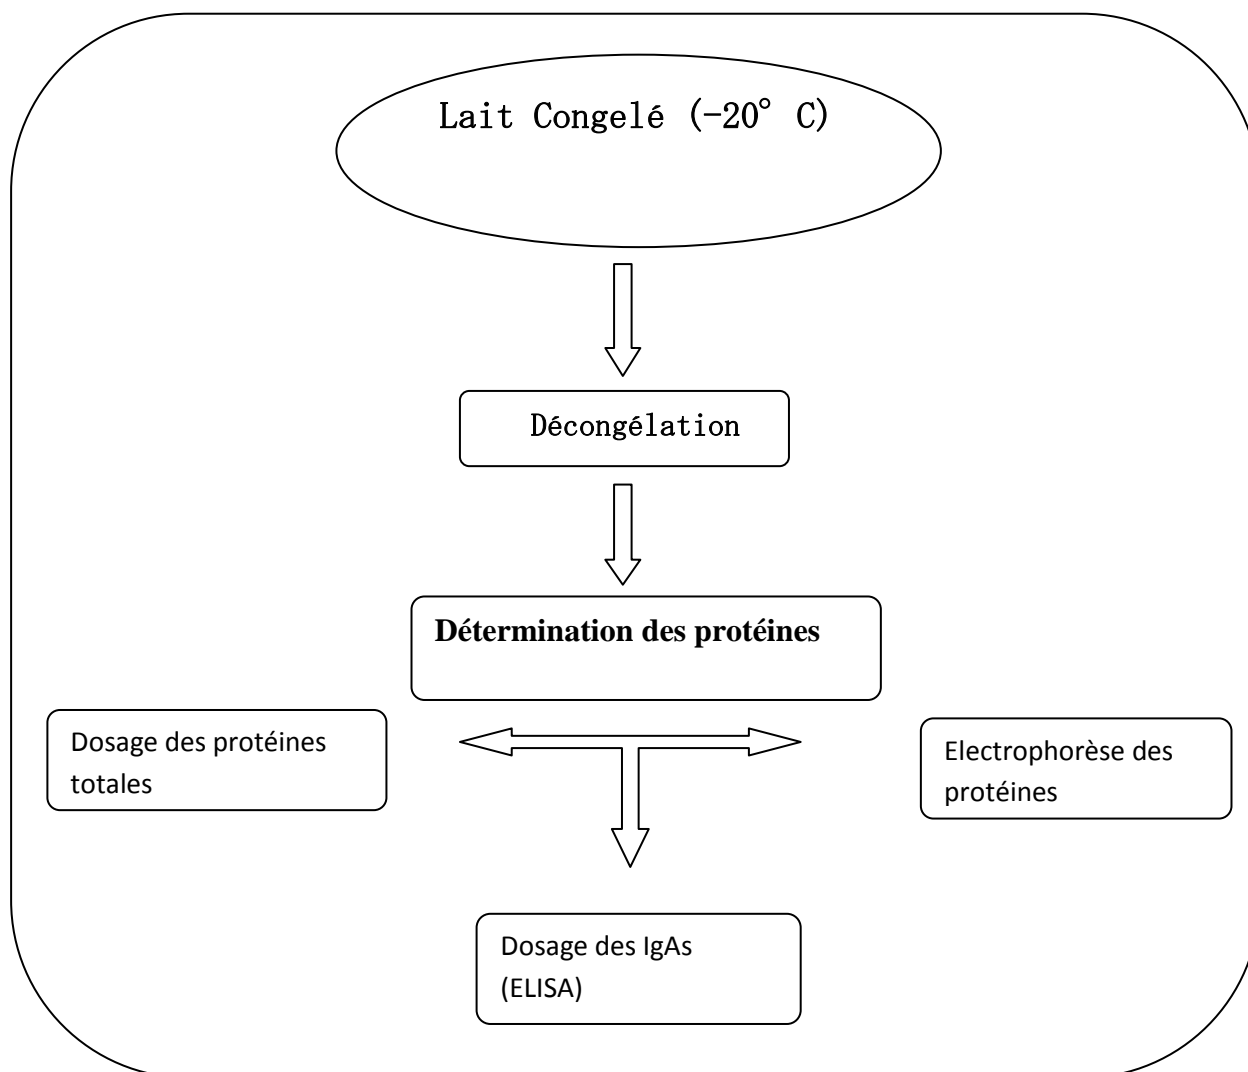 Lait Congelé (-20° C)
Décongélation
Détermination des protéines
Dosage des protéines
totales
Electrophorèse des
protéines
Dosage des IgAs
(ELISA)